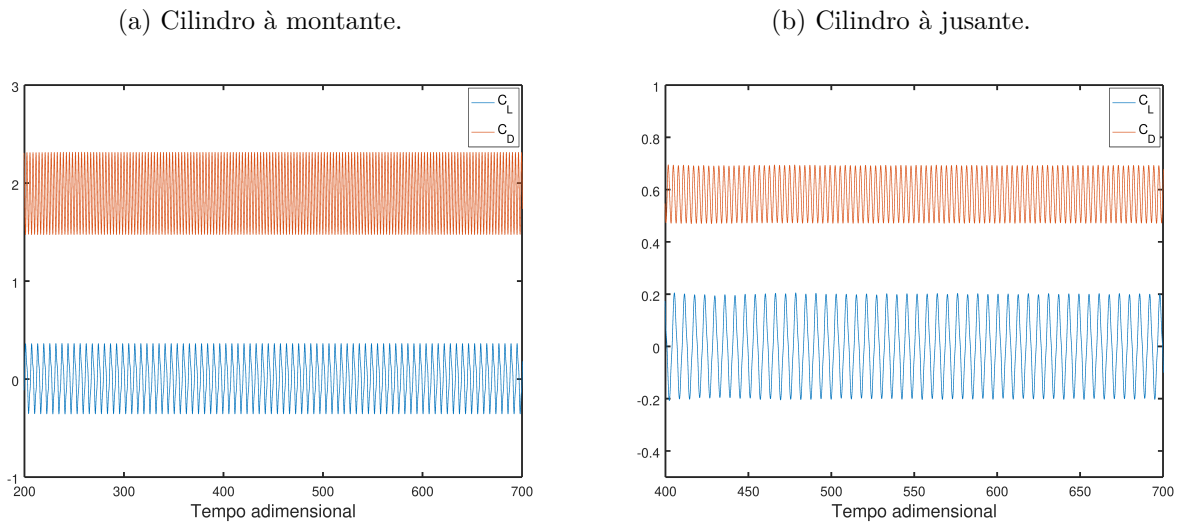 (a) Cilindro à montante.
3
2
1
0
-1
200 300 400 500 600 700
Tempo adimensional
C_L
C_D
(b) Cilindro à jusante.
1
0.8
0.6
0.4
0.2
0
-0.2
-0.4
400 450 500 550 600 650 700
Tempo adimensional
C_L
C_D